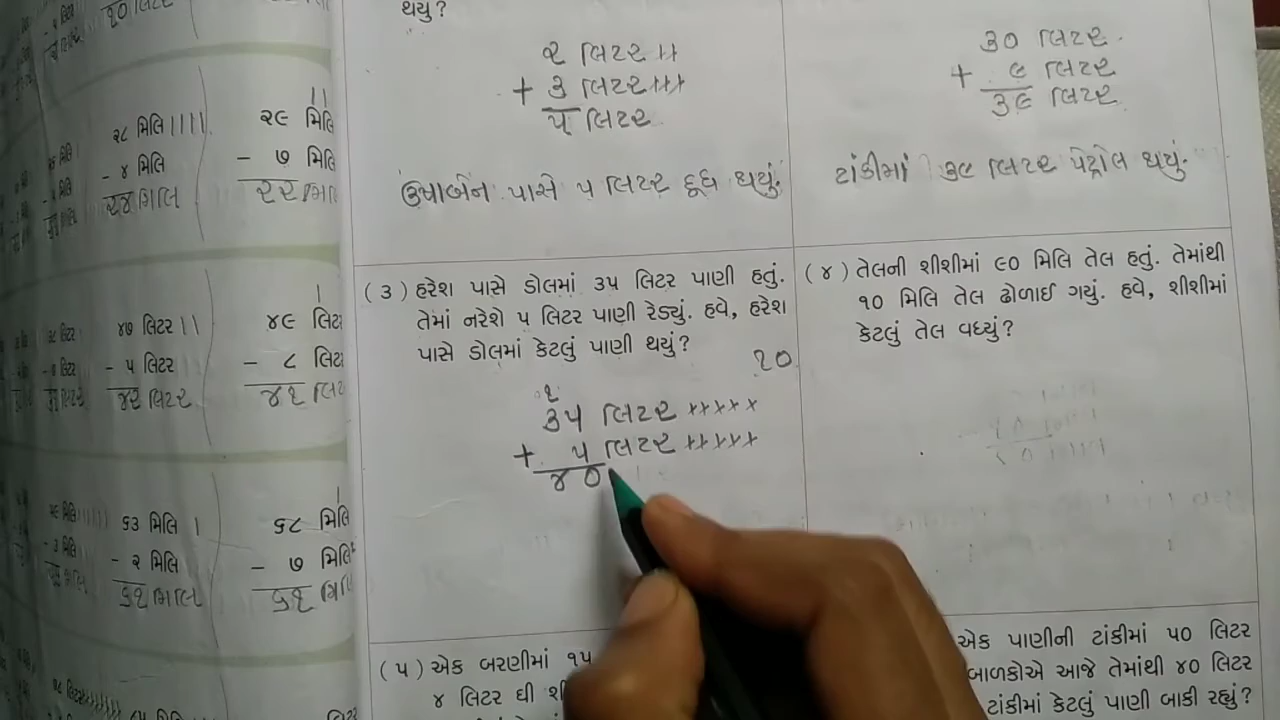 ૧૦ લિટર
૨૮ મિલિ
- ૪ મિલિ
૨૪ મિલિ
૨૯ મિલિ
- ૭ મિલિ
૨૨ મિલિ
૪૭ લિટર
- ૫ લિટર
૪૨ લિટર
૪૯ લિટ
- ૮ લિટ
૪૧ લિટ
૬૩ મિલિ
- ૨ મિલિ
૬૧ મિલિ
૬૮ મિલિ
- ૭ મિલિ
૬૧ મિ
થયુ?
૨ લિટર
+ ૩ લિટર
૫ લિટર
ઉષાબેન પાસે ૫ લિટર દૂધ થયું.
૩૦ લિટર
+ ૯ લિટર
૩૯ લિટર
ટાંકીમાં ૩૯ લિટર પેટ્રોલ થયું.
(૩) હરેશ પાસે ડોલમાં ૩૫ લિટર પાણી હતું.
તેમાં નરેશે ૫ લિટર પાણી રેડ્યું. હવે, હરેશ
પાસે ડોલમાં કેટલું પાણી થયું?
૧૦
૧
૩૫ લિટર
+ ૫ લિટર
૪૦
(૪) તેલની શીશીમાં ૯૦ મિલિ તેલ હતું. તેમાંથી
૧૦ મિલિ તેલ ઢોળાઈ ગયું. હવે, શીશીમાં
કેટલું તેલ વધ્યું?
(૫) એક બરણીમાં ૧૫
૪ લિટર ઘી
એક પાણીની ટાંકીમાં ૫૦ લિટર
બાળકોએ આજે તેમાંથી ૪૦ લિટર
ટાંકીમાં કેટલું પાણી બાકી રહ્યું?